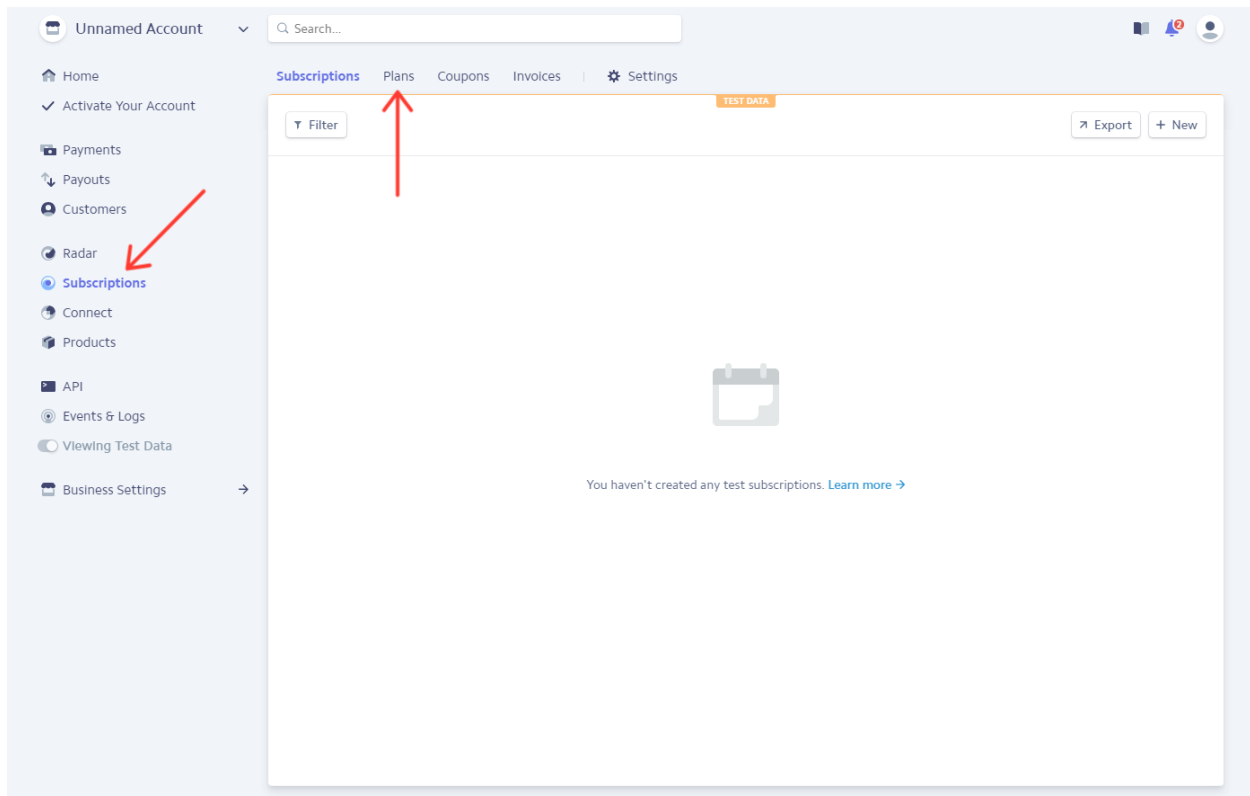 Unnamed Account
Search...
2
Home
Activate Your Account
Payments
Payouts
Customers
Radar
Subscriptions
Connect
Products
API
Events & Logs
Viewing Test Data
Business Settings
Subscriptions Plans Coupons Invoices Settings
TEST DATA
Filter
Export
New
You haven't created any test subscriptions. Learn more